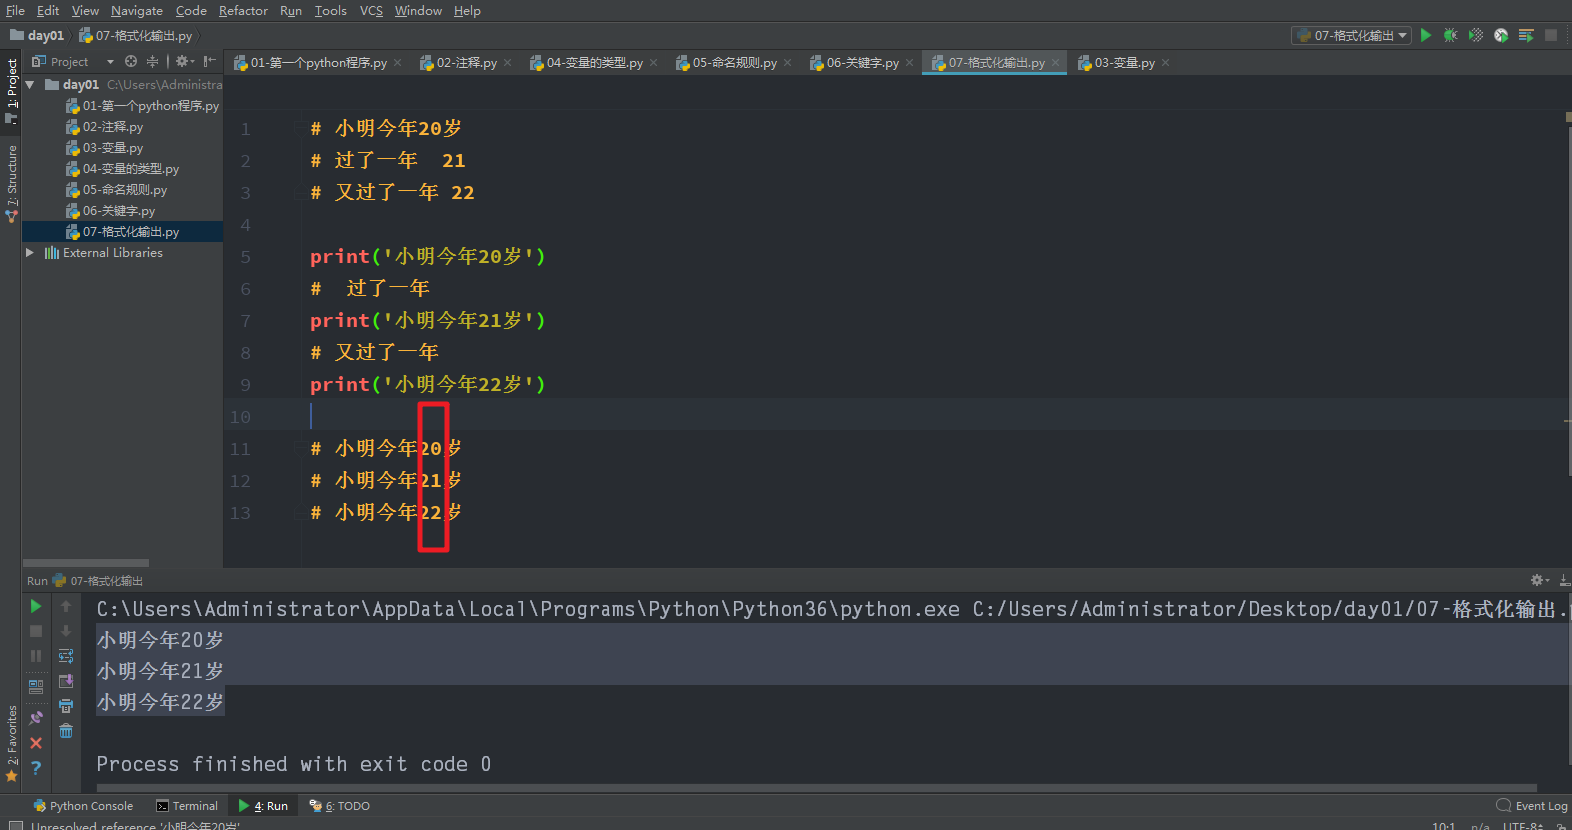 File Edit View Navigate Code Refactor Run Tools VCS Window Help
day01 07-格式化输出.py 07-格式化输出
1: Project
7: Structure
2: Favorites
Project
01-第一个python程序.py 02-注释.py 04-变量的类型.py 05-命名规则.py 06-关键字.py 07-格式化输出.py 03-变量.py
day01 C:\Users\Administra
01-第一个python程序.py
02-注释.py
03-变量.py
04-变量的类型.py
05-命名规则.py
06-关键字.py
07-格式化输出.py
External Libraries
1 # 小明今年20岁
2 # 过了一年  21
3 # 又过了一年 22
4
5 print('小明今年20岁')
6 #  过了一年
7 print('小明今年21岁')
8 # 又过了一年
9 print('小明今年22岁')
10
11 # 小明今年20岁
12 # 小明今年21岁
13 # 小明今年22岁
Run 07-格式化输出
C:\Users\Administrator\AppData\Local\Programs\Python\Python36\python.exe C:/Users/Administrator/Desktop/day01/07-格式化输出.
小明今年20岁
小明今年21岁
小明今年22岁
Process finished with exit code 0
Python Console Terminal 4: Run 6: TODO Event Log
Unresolved reference '小明今年20岁' 10:1 n/a UTF-8